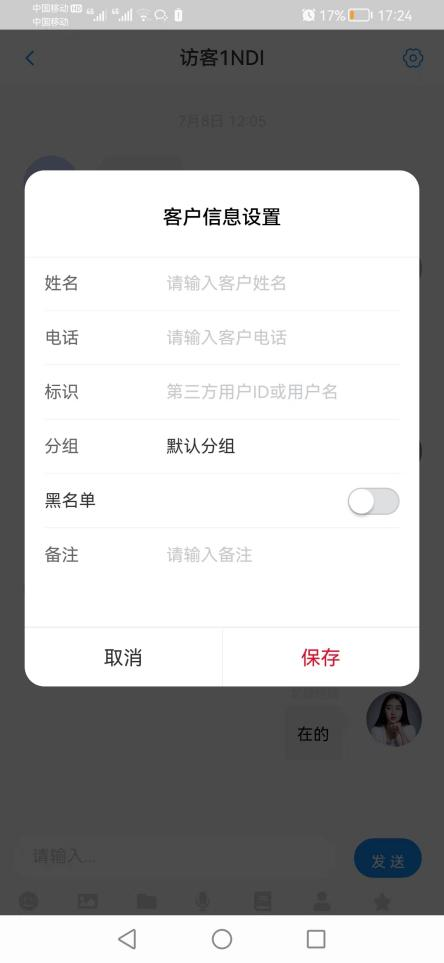 中国移动 HD
中国移动
17% 17:24
访客1NDI
7月8日 12:05
客户信息设置
姓名 请输入客户姓名
电话 请输入客户电话
标识 第三方用户ID或用户名
分组 默认分组
黑名单
备注 请输入备注
取消 保存
在的
请输入... 发 送